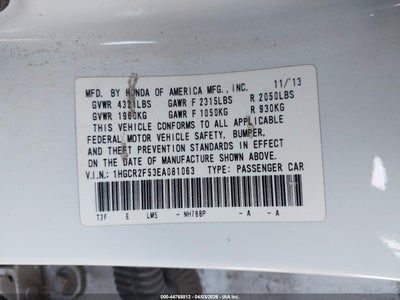 MFD. BY HONDA OF AMERICA MFG., INC. 11/13
GVWR 4321LBS GAWR F 2315LBS R 2050LBS
GVWR 1960KG GAWR F 1050KG R 930KG
THIS VEHICLE CONFORMS TO ALL APPLICABLE
FEDERAL MOTOR VEHICLE SAFETY, BUMPER,
AND THEFT PREVENTION STANDARDS IN EFFECT
ON THE DATE OF MANUFACTURE SHOWN ABOVE.
V.I.N.: 1HGCR2F53EA081063 TYPE: PASSENGER CAR
T2F E LM5 - NH788P - A - A
000-44768812 - 04/03/2026 - IAA, Inc.